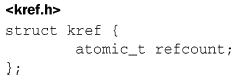 <kref.h>
struct kref {
        atomic_t refcount;
};